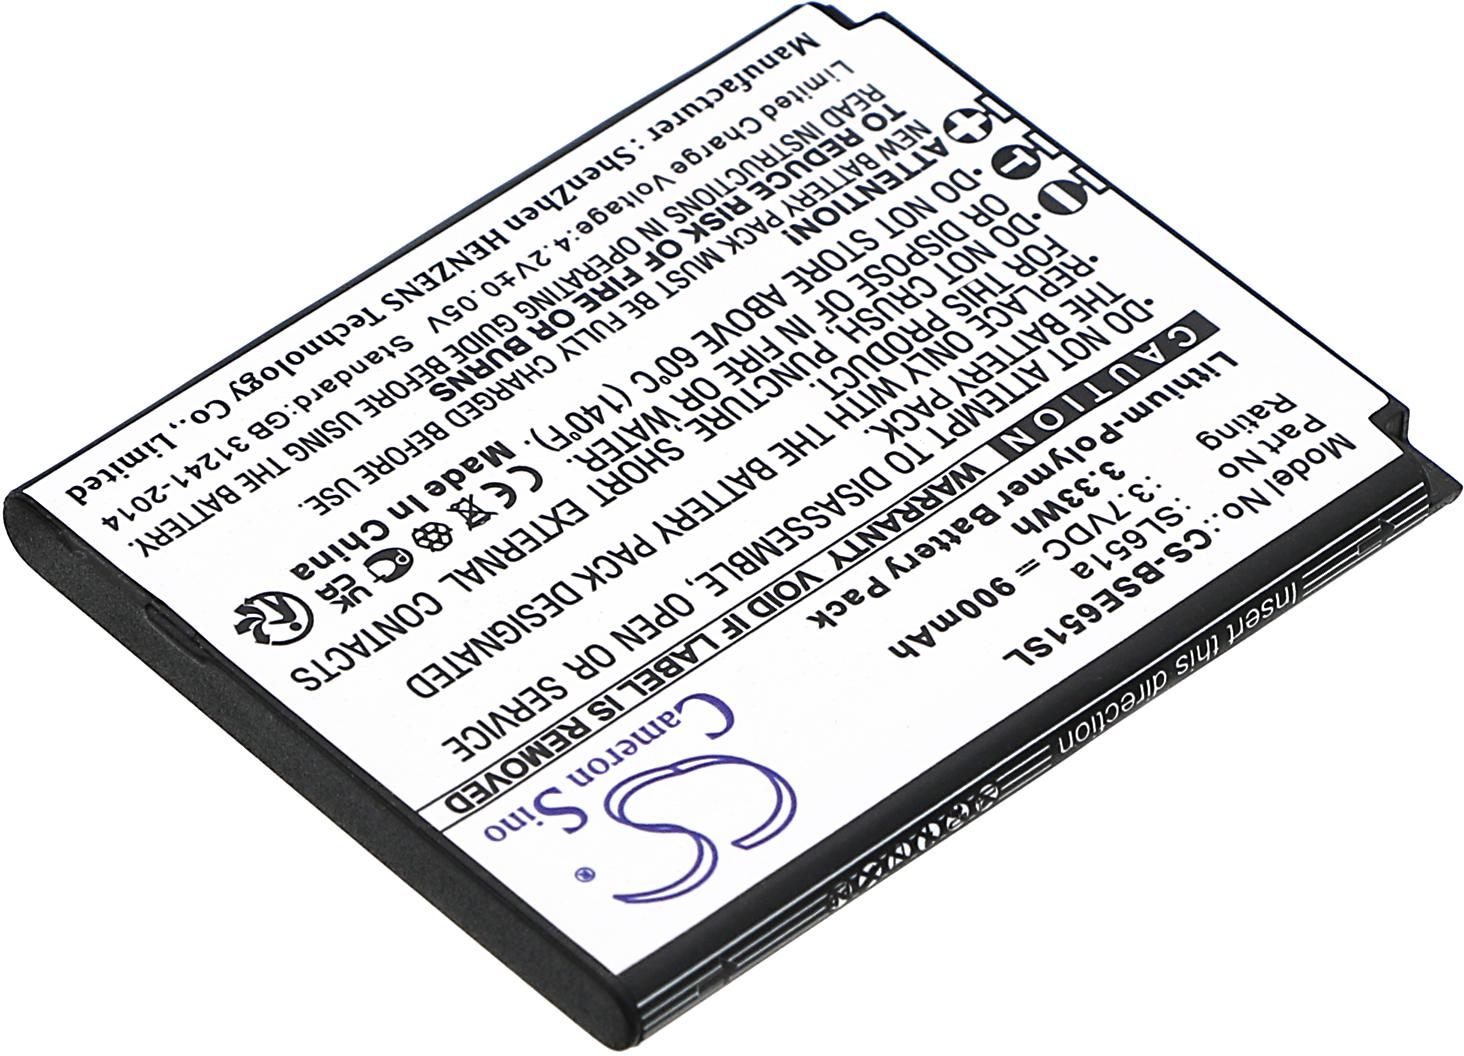 Cameron Sino
®
Model No.: CS-BSE651SL
Part No :SL651a
Rating :3.7VDC = 900mAh
3.33Wh
Lithium-Polymer Battery Pack
CAUTION WARRANTY VOID IF LABEL IS REMOVED
•DO NOT ATTEMPT TO DISASSEMBLE, OPEN OR SERVICE
THE BATTERY PACK.
•REPLACE ONLY WITH THE BATTERY PACK DESIGNATED
FOR THIS PRODUCT.
•DO NOT CRUSH, PUNCTURE, SHORT EXTERNAL CONTACTS
OR DISPOSE OF IN FIRE OR WATER.
•DO NOT STORE ABOVE 60°C (140°F).
ATTENTION!
NEW BATTERY PACK MUST BE FULLY CHARGED BEFORE USE.
TO REDUCE RISK OF FIRE OR BURNS
READ INSTRUCTIONS IN OPERATING GUIDE BEFORE USING THE BATTERY.
Limited Charge Voltage:4.2V±0.05V Standard:GB 31241-2014
Manufacturer : ShenZhen HENZENS Technology Co., Limited
Made in China
CE
UK CA
Insert this direction